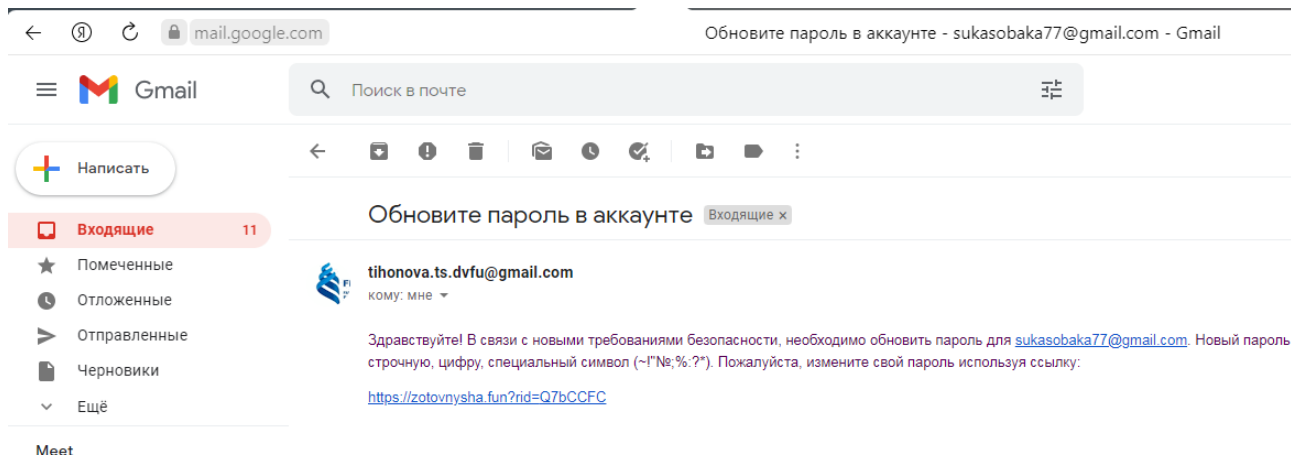 mail.google.com
Обновите пароль в аккаунте - sukasobaka77@gmail.com - Gmail
Gmail
Поиск в почте
Написать
Обновите пароль в аккаунте Входящие ×
Входящие 11
Помеченные
Отложенные
Отправленные
Черновики
Ещё
Meet
tihonova.ts.dvfu@gmail.com
кому: мне
Здравствуйте! В связи с новыми требованиями безопасности, необходимо обновить пароль для sukasobaka77@gmail.com. Новый пароль
строчную, цифру, специальный символ (~!"№;%:?*). Пожалуйста, измените свой пароль используя ссылку:
https://zotovnysha.fun?rid=Q7bCCFC